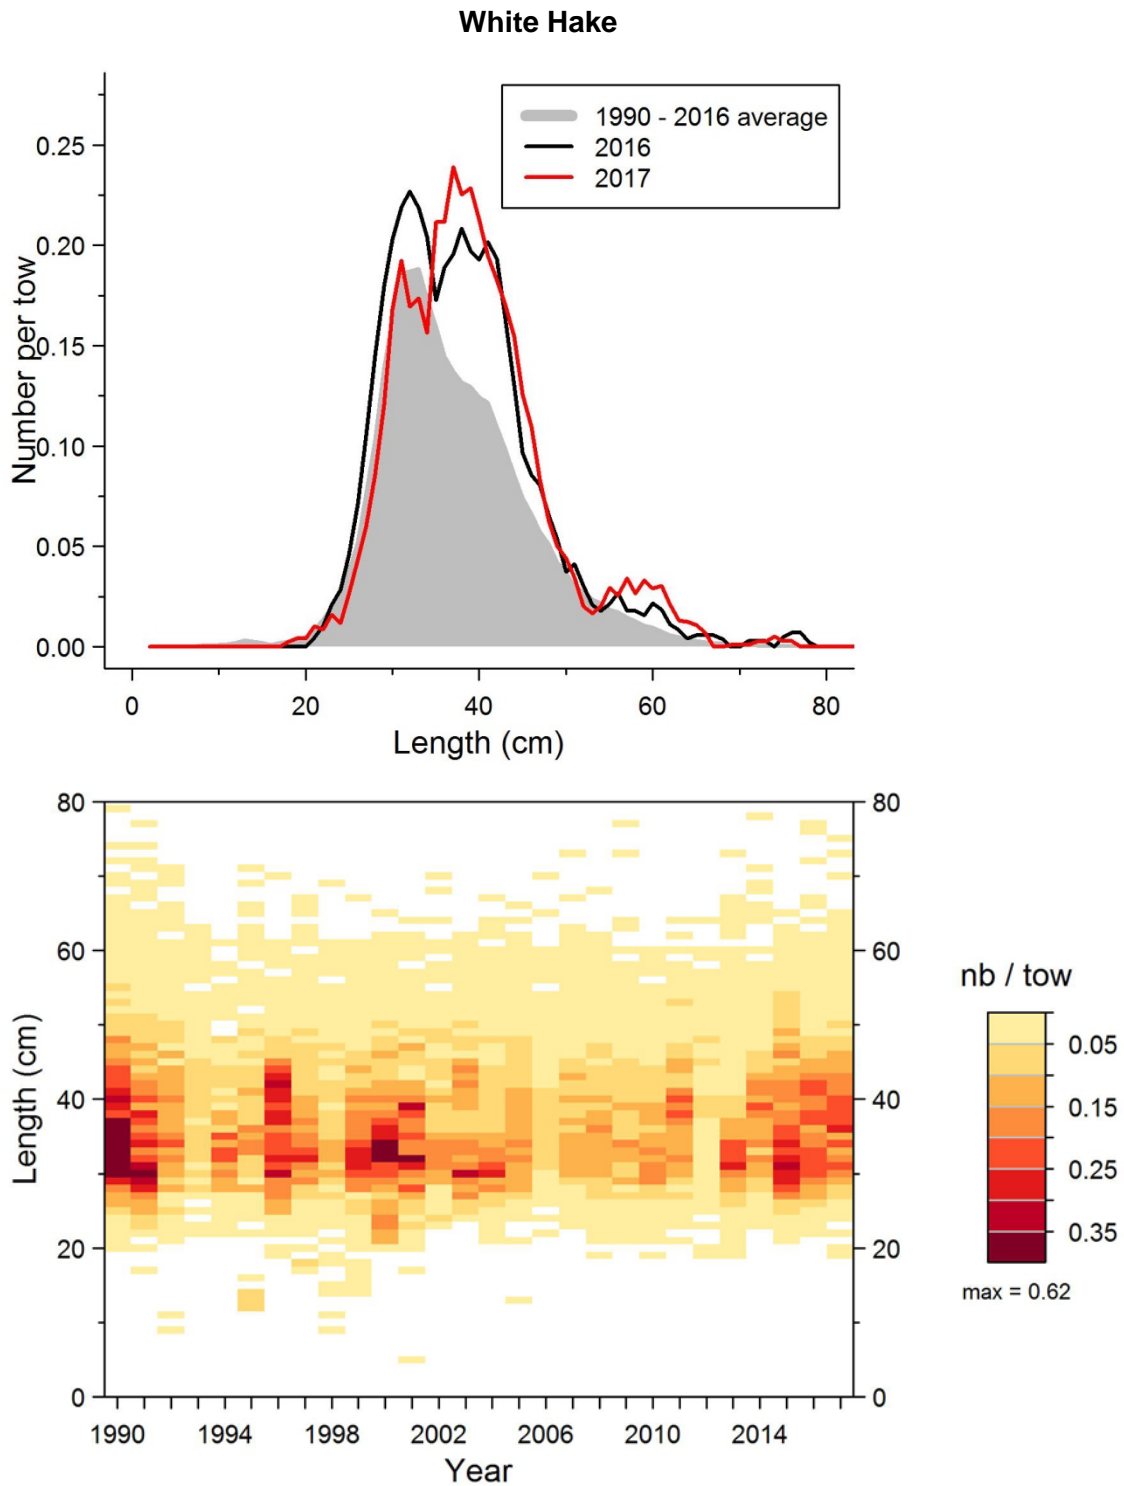 White Hake
1990 - 2016 average
2016
2017
0.25
0.20
0.15
0.10
0.05
0.00
Number per tow
0 20 40 60 80
Length (cm)
80 80
60 60
40 40
20 20
0 0
Length (cm)
1990 1994 1998 2002 2006 2010 2014
Year
nb / tow
0.05
0.15
0.25
0.35
max = 0.62